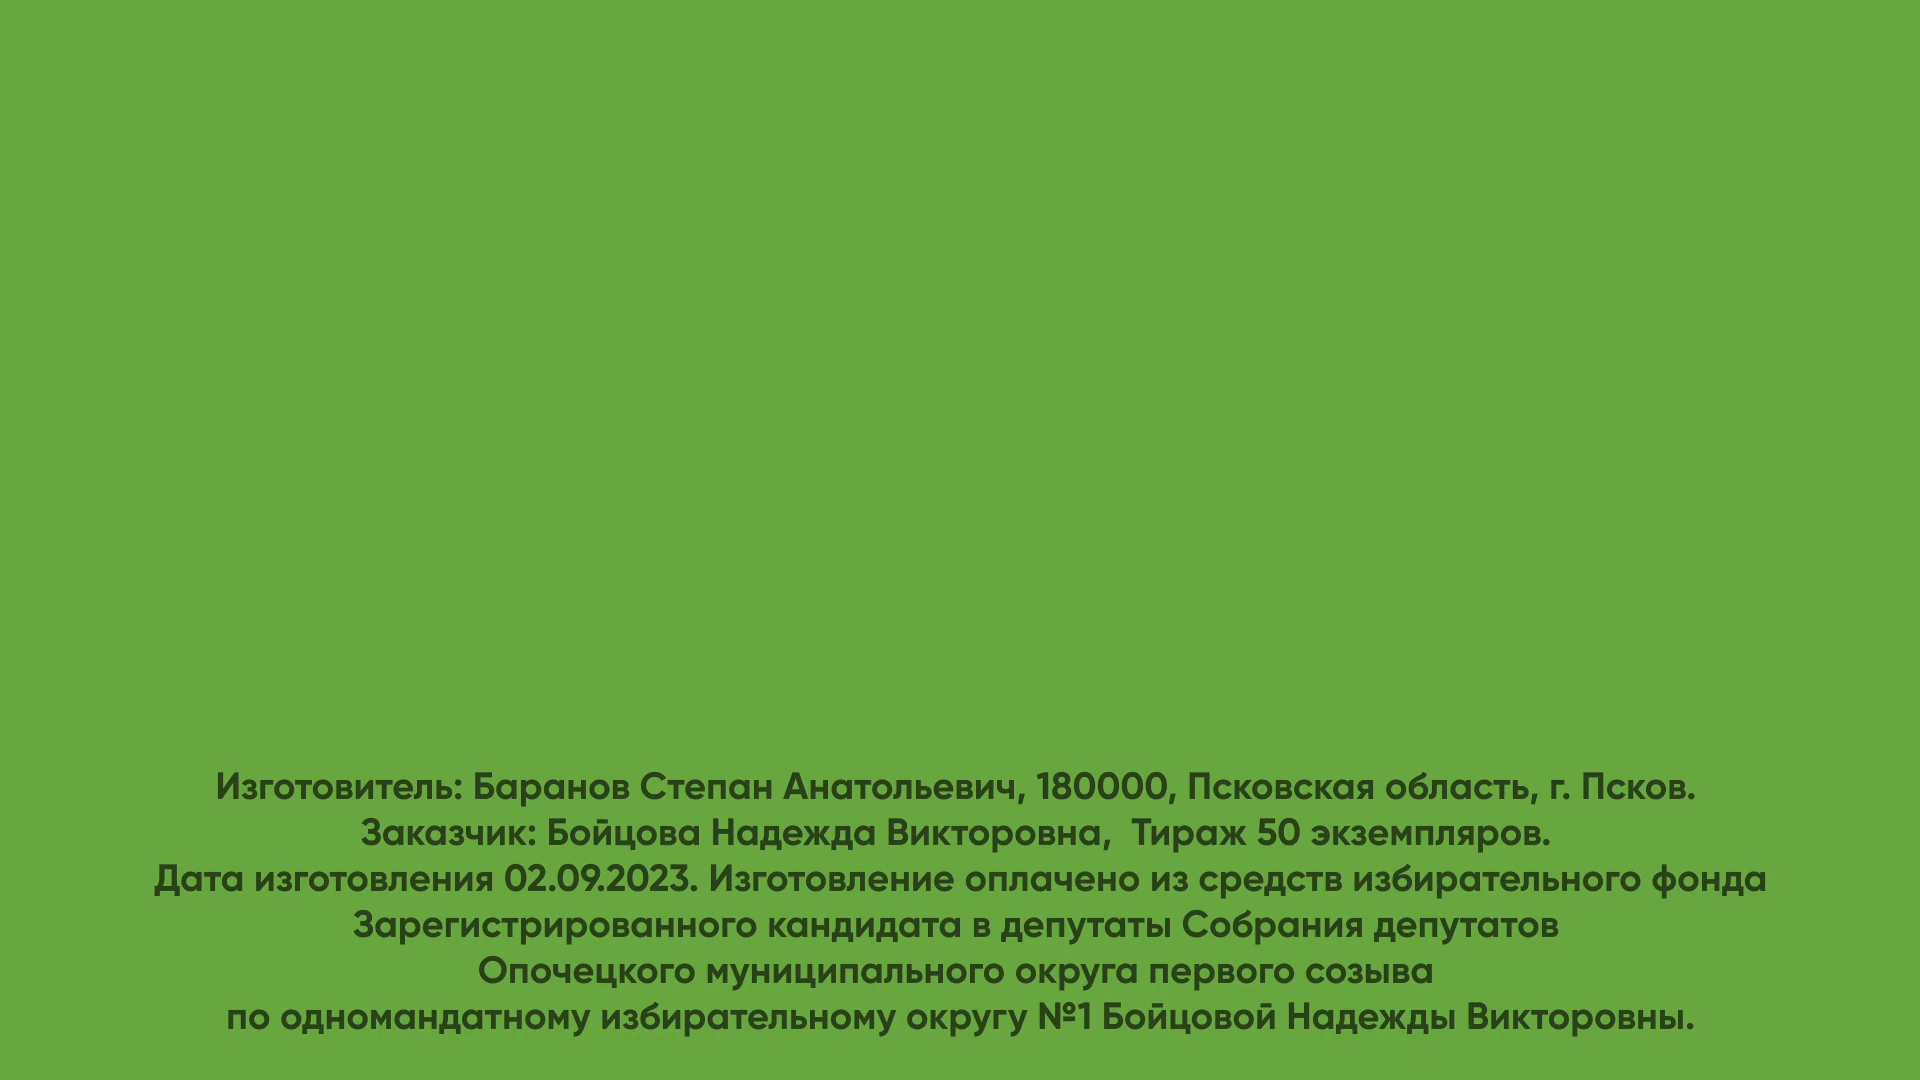 Изготовитель: Баранов Степан Анатольевич, 180000, Псковская область, г. Псков.
Заказчик: Бойцова Надежда Викторовна,  Тираж 50 экземпляров.
Дата изготовления 02.09.2023. Изготовление оплачено из средств избирательного фонда
Зарегистрированного кандидата в депутаты Собрания депутатов
Опочецкого муниципального округа первого созыва
по одномандатному избирательному округу №1 Бойцовой Надежды Викторовны.